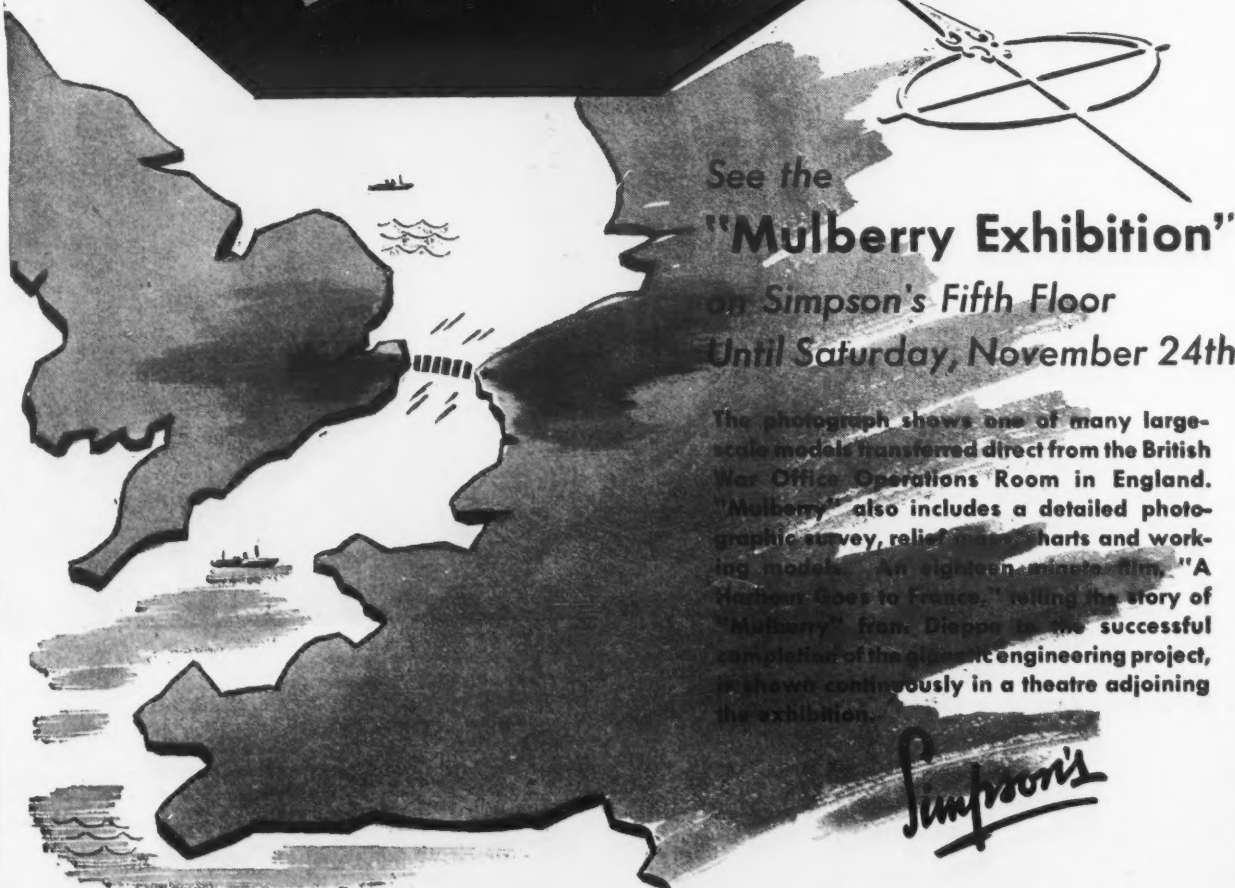 See the
"Mulberry Exhibition"
on Simpson's Fifth Floor
Until Saturday, November 24th
The photograph shows one of many large-
scale models transferred direct from the British
War Office Operations Room in England.
"Mulberry" also includes a detailed photo-
graphic survey, relief maps, charts and work-
ing models. An eighteen minute film, "A
Harbour Goes to France," telling the story of
"Mulberry" from Dieppe to the successful
completion of the gigantic engineering project,
is shown continuously in a theatre adjoining
the exhibition.
Simpson's